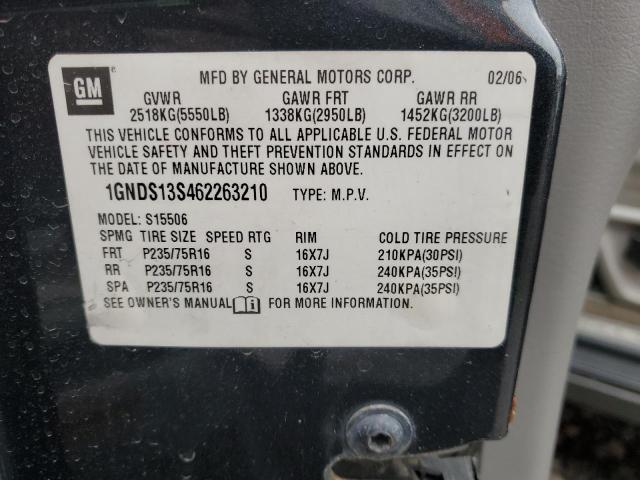 GM MFD BY GENERAL MOTORS CORP. 02/06
GVWR GAWR FRT GAWR RR
2518KG(5550LB) 1338KG(2950LB) 1452KG(3200LB)
THIS VEHICLE CONFORMS TO ALL APPLICABLE U.S. FEDERAL MOTOR
VEHICLE SAFETY AND THEFT PREVENTION STANDARDS IN EFFECT ON
THE DATE OF MANUFACTURE SHOWN ABOVE.
1GNDS13S462263210 TYPE: M.P.V.
MODEL: S15506
SPMG TIRE SIZE SPEED RTG RIM COLD TIRE PRESSURE
FRT P235/75R16 S 16X7J 210KPA(30PSI)
RR P235/75R16 S 16X7J 240KPA(35PSI)
SPA P235/75R16 S 16X7J 240KPA(35PSI)
SEE OWNER'S MANUAL FOR MORE INFORMATION.